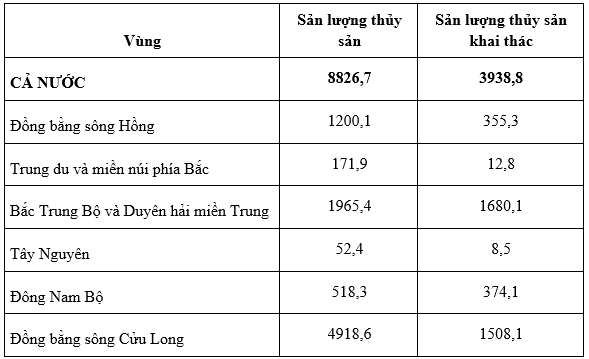 Vùng Sản lượng thủy sản Sản lượng thủy sản khai thác
CẢ NƯỚC 8826,7 3938,8
Đồng bằng sông Hồng 1200,1 355,3
Trung du và miền núi phía Bắc 171,9 12,8
Bắc Trung Bộ và Duyên hải miền Trung 1965,4 1680,1
Tây Nguyên 52,4 8,5
Đông Nam Bộ 518,3 374,1
Đồng bằng sông Cửu Long 4918,6 1508,1